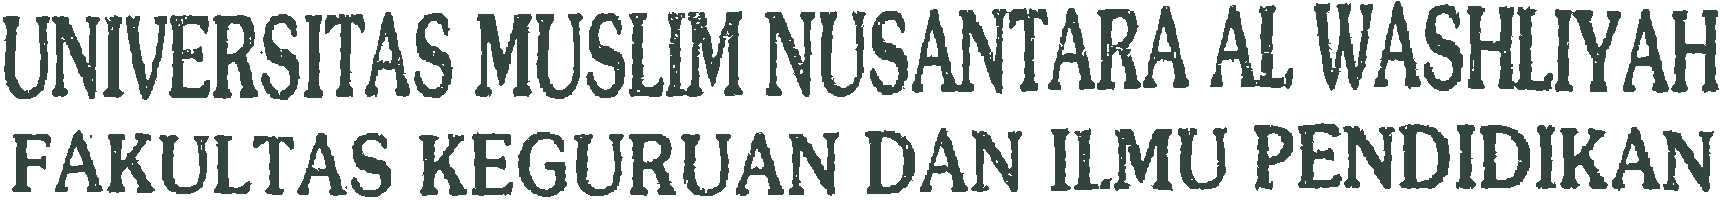 UNIVERSITAS MUSLIM NUSANTARA AL WASHLIYAH
FAKULTAS KEGURUAN DAN ILMU PENDIDIKAN